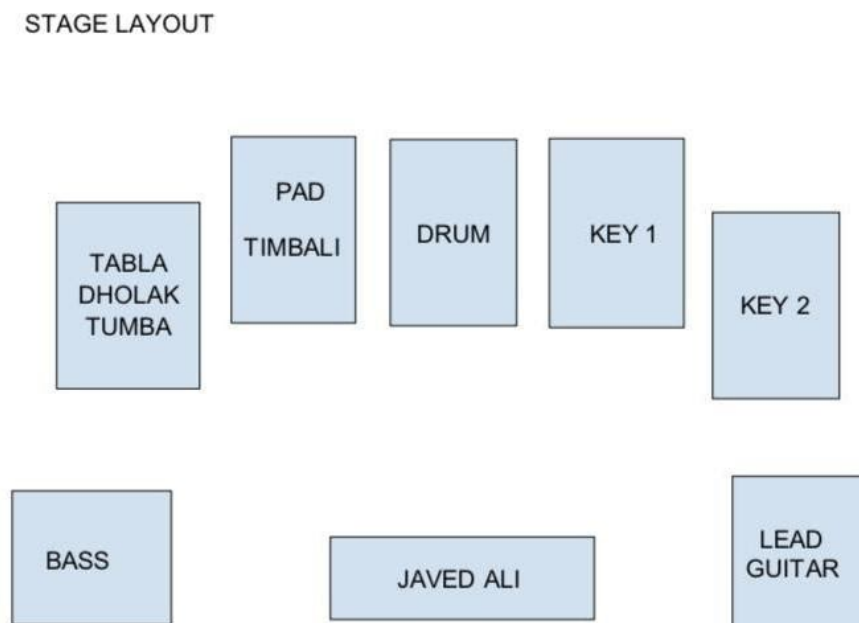 STAGE LAYOUT
PAD
TIMBALI
DRUM
KEY 1
TABLA
DHOLAK
TUMBA
KEY 2
BASS
JAVED ALI
LEAD
GUITAR